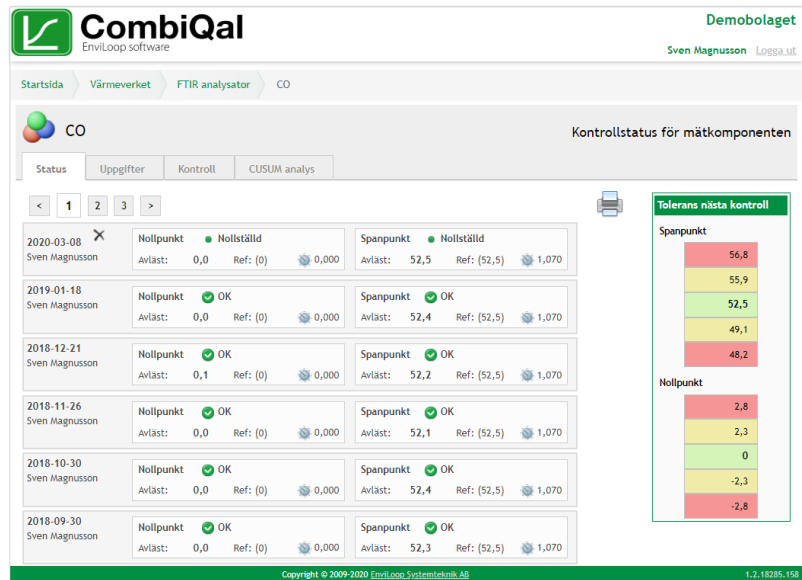 CombiQal
EnviLoop software
Demobolaget
Sven Magnusson Logga ut
Startsida Värmeverket FTIR analysator CO
CO
Kontrollstatus för mätkomponenten
Status Uppgifter Kontroll CUSUM analys
< 1 2 3 >
2020-03-08
Sven Magnusson
Nollpunkt Nollställd
Avläst: 0,0 Ref: (0) 0,000
Spanpunkt Nollställd
Avläst: 52,5 Ref: (52,5) 1,070
2019-01-18
Sven Magnusson
Nollpunkt OK
Avläst: 0,0 Ref: (0) 0,000
Spanpunkt OK
Avläst: 52,4 Ref: (52,5) 1,070
2018-12-21
Sven Magnusson
Nollpunkt OK
Avläst: 0,1 Ref: (0) 0,000
Spanpunkt OK
Avläst: 52,2 Ref: (52,5) 1,070
2018-11-26
Sven Magnusson
Nollpunkt OK
Avläst: 0,0 Ref: (0) 0,000
Spanpunkt OK
Avläst: 52,1 Ref: (52,5) 1,070
2018-10-30
Sven Magnusson
Nollpunkt OK
Avläst: 0,0 Ref: (0) 0,000
Spanpunkt OK
Avläst: 52,4 Ref: (52,5) 1,070
2018-09-30
Sven Magnusson
Nollpunkt OK
Avläst: 0,0 Ref: (0) 0,000
Spanpunkt OK
Avläst: 52,3 Ref: (52,5) 1,070
Tolerans nästa kontroll
Spanpunkt
56,8
55,9
52,5
49,1
48,2
Nollpunkt
2,8
2,3
0
-2,3
-2,8
Copyright © 2009-2020 EnviLoop Systemteknik AB
1.2.18285.158